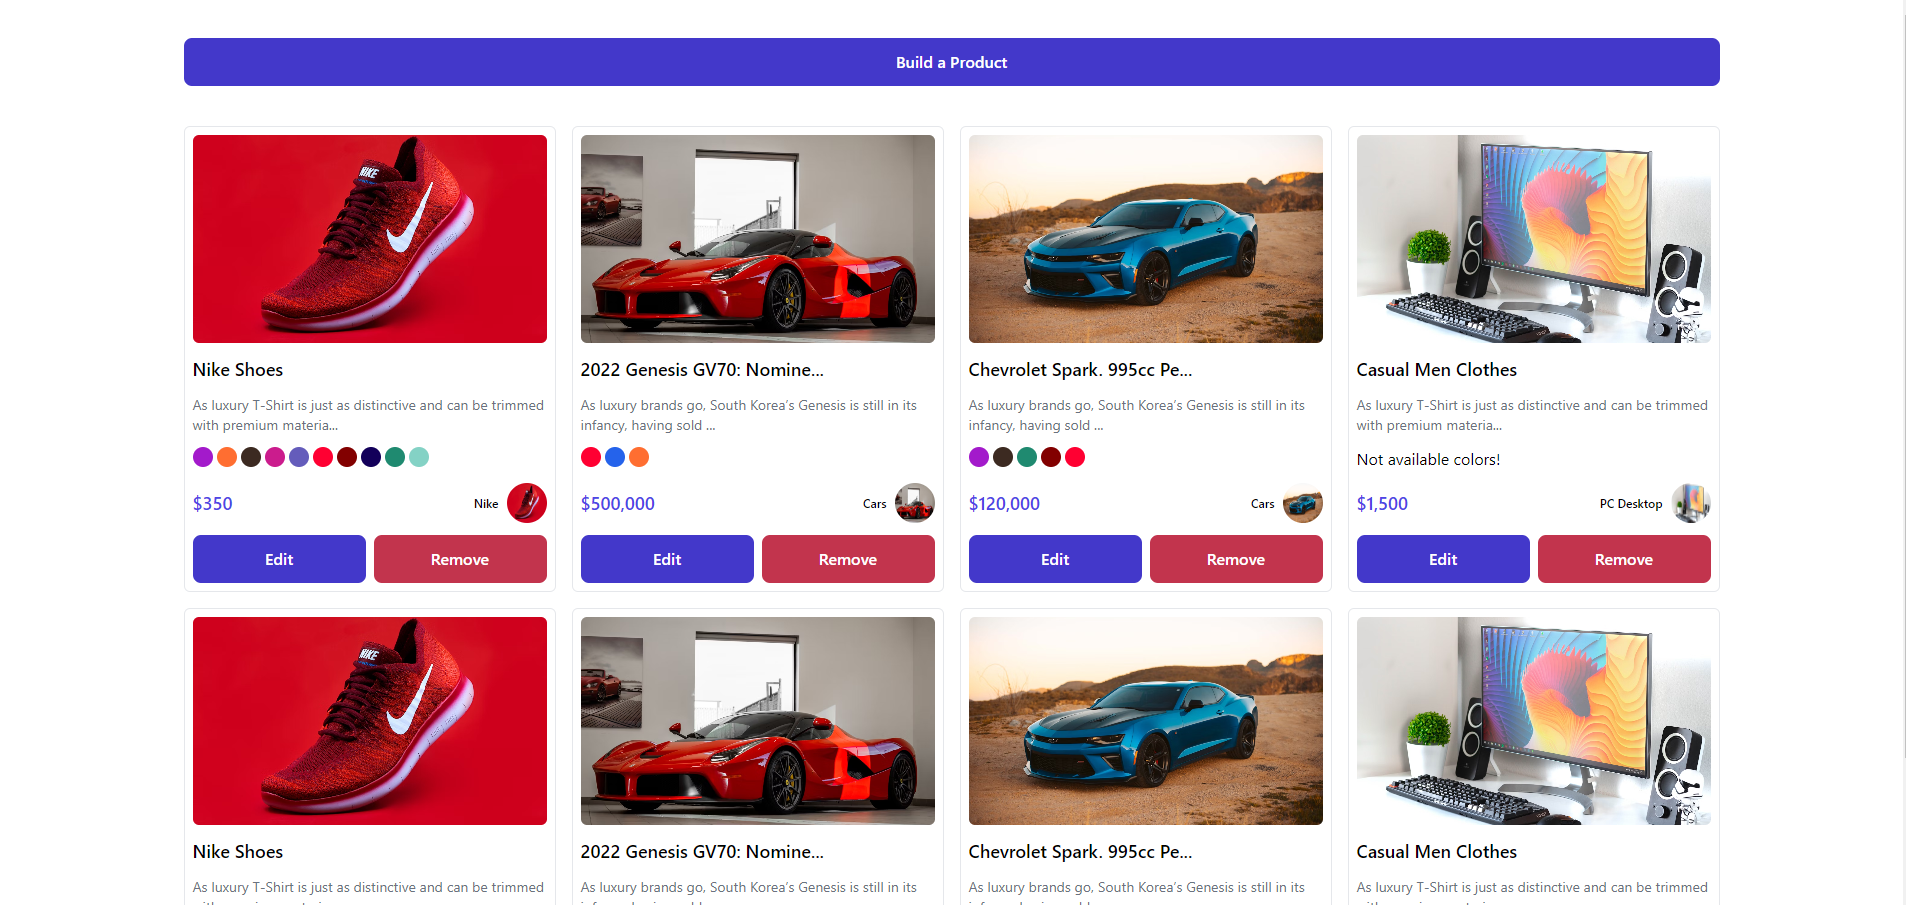 Build a Product
NIKE
Nike Shoes
As luxury T-Shirt is just as distinctive and can be trimmed
with premium materia...
$350
Nike
Edit
Remove
2022 Genesis GV70: Nomine...
As luxury brands go, South Korea’s Genesis is still in its
infancy, having sold ...
$500,000
Cars
Edit
Remove
Chevrolet Spark. 995cc Pe...
As luxury brands go, South Korea’s Genesis is still in its
infancy, having sold ...
$120,000
Cars
Edit
Remove
Casual Men Clothes
As luxury T-Shirt is just as distinctive and can be trimmed
with premium materia...
Not available colors!
$1,500
PC Desktop
Edit
Remove
NIKE
Nike Shoes
As luxury T-Shirt is just as distinctive and can be trimmed
2022 Genesis GV70: Nomine...
As luxury brands go, South Korea’s Genesis is still in its
Chevrolet Spark. 995cc Pe...
As luxury brands go, South Korea’s Genesis is still in its
Casual Men Clothes
As luxury T-Shirt is just as distinctive and can be trimmed